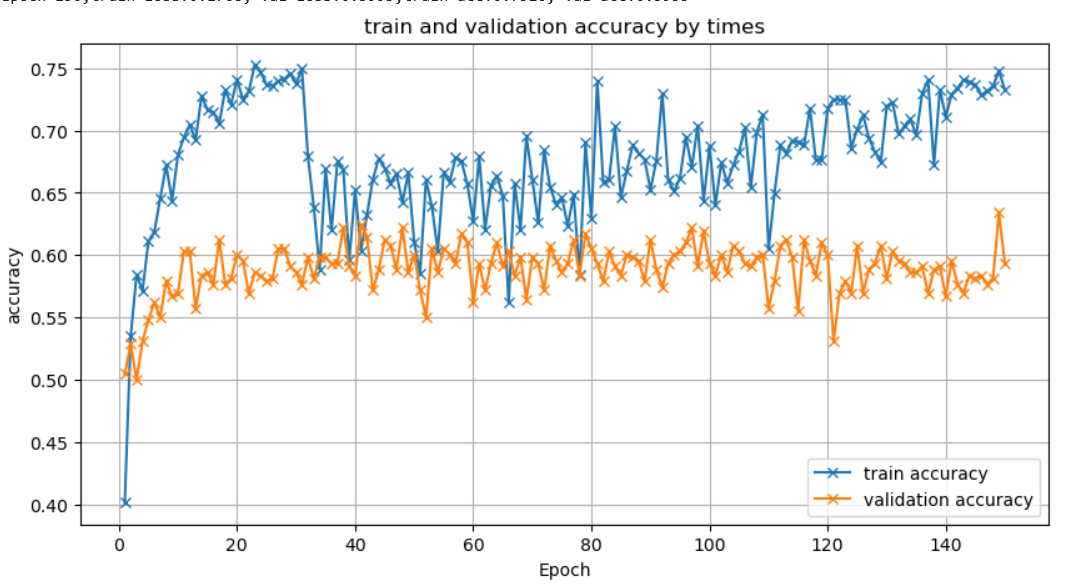 train and validation accuracy by times
accuracy
0.75
0.70
0.65
0.60
0.55
0.50
0.45
0.40
train accuracy
validation accuracy
0 20 40 60 80 100 120 140
Epoch